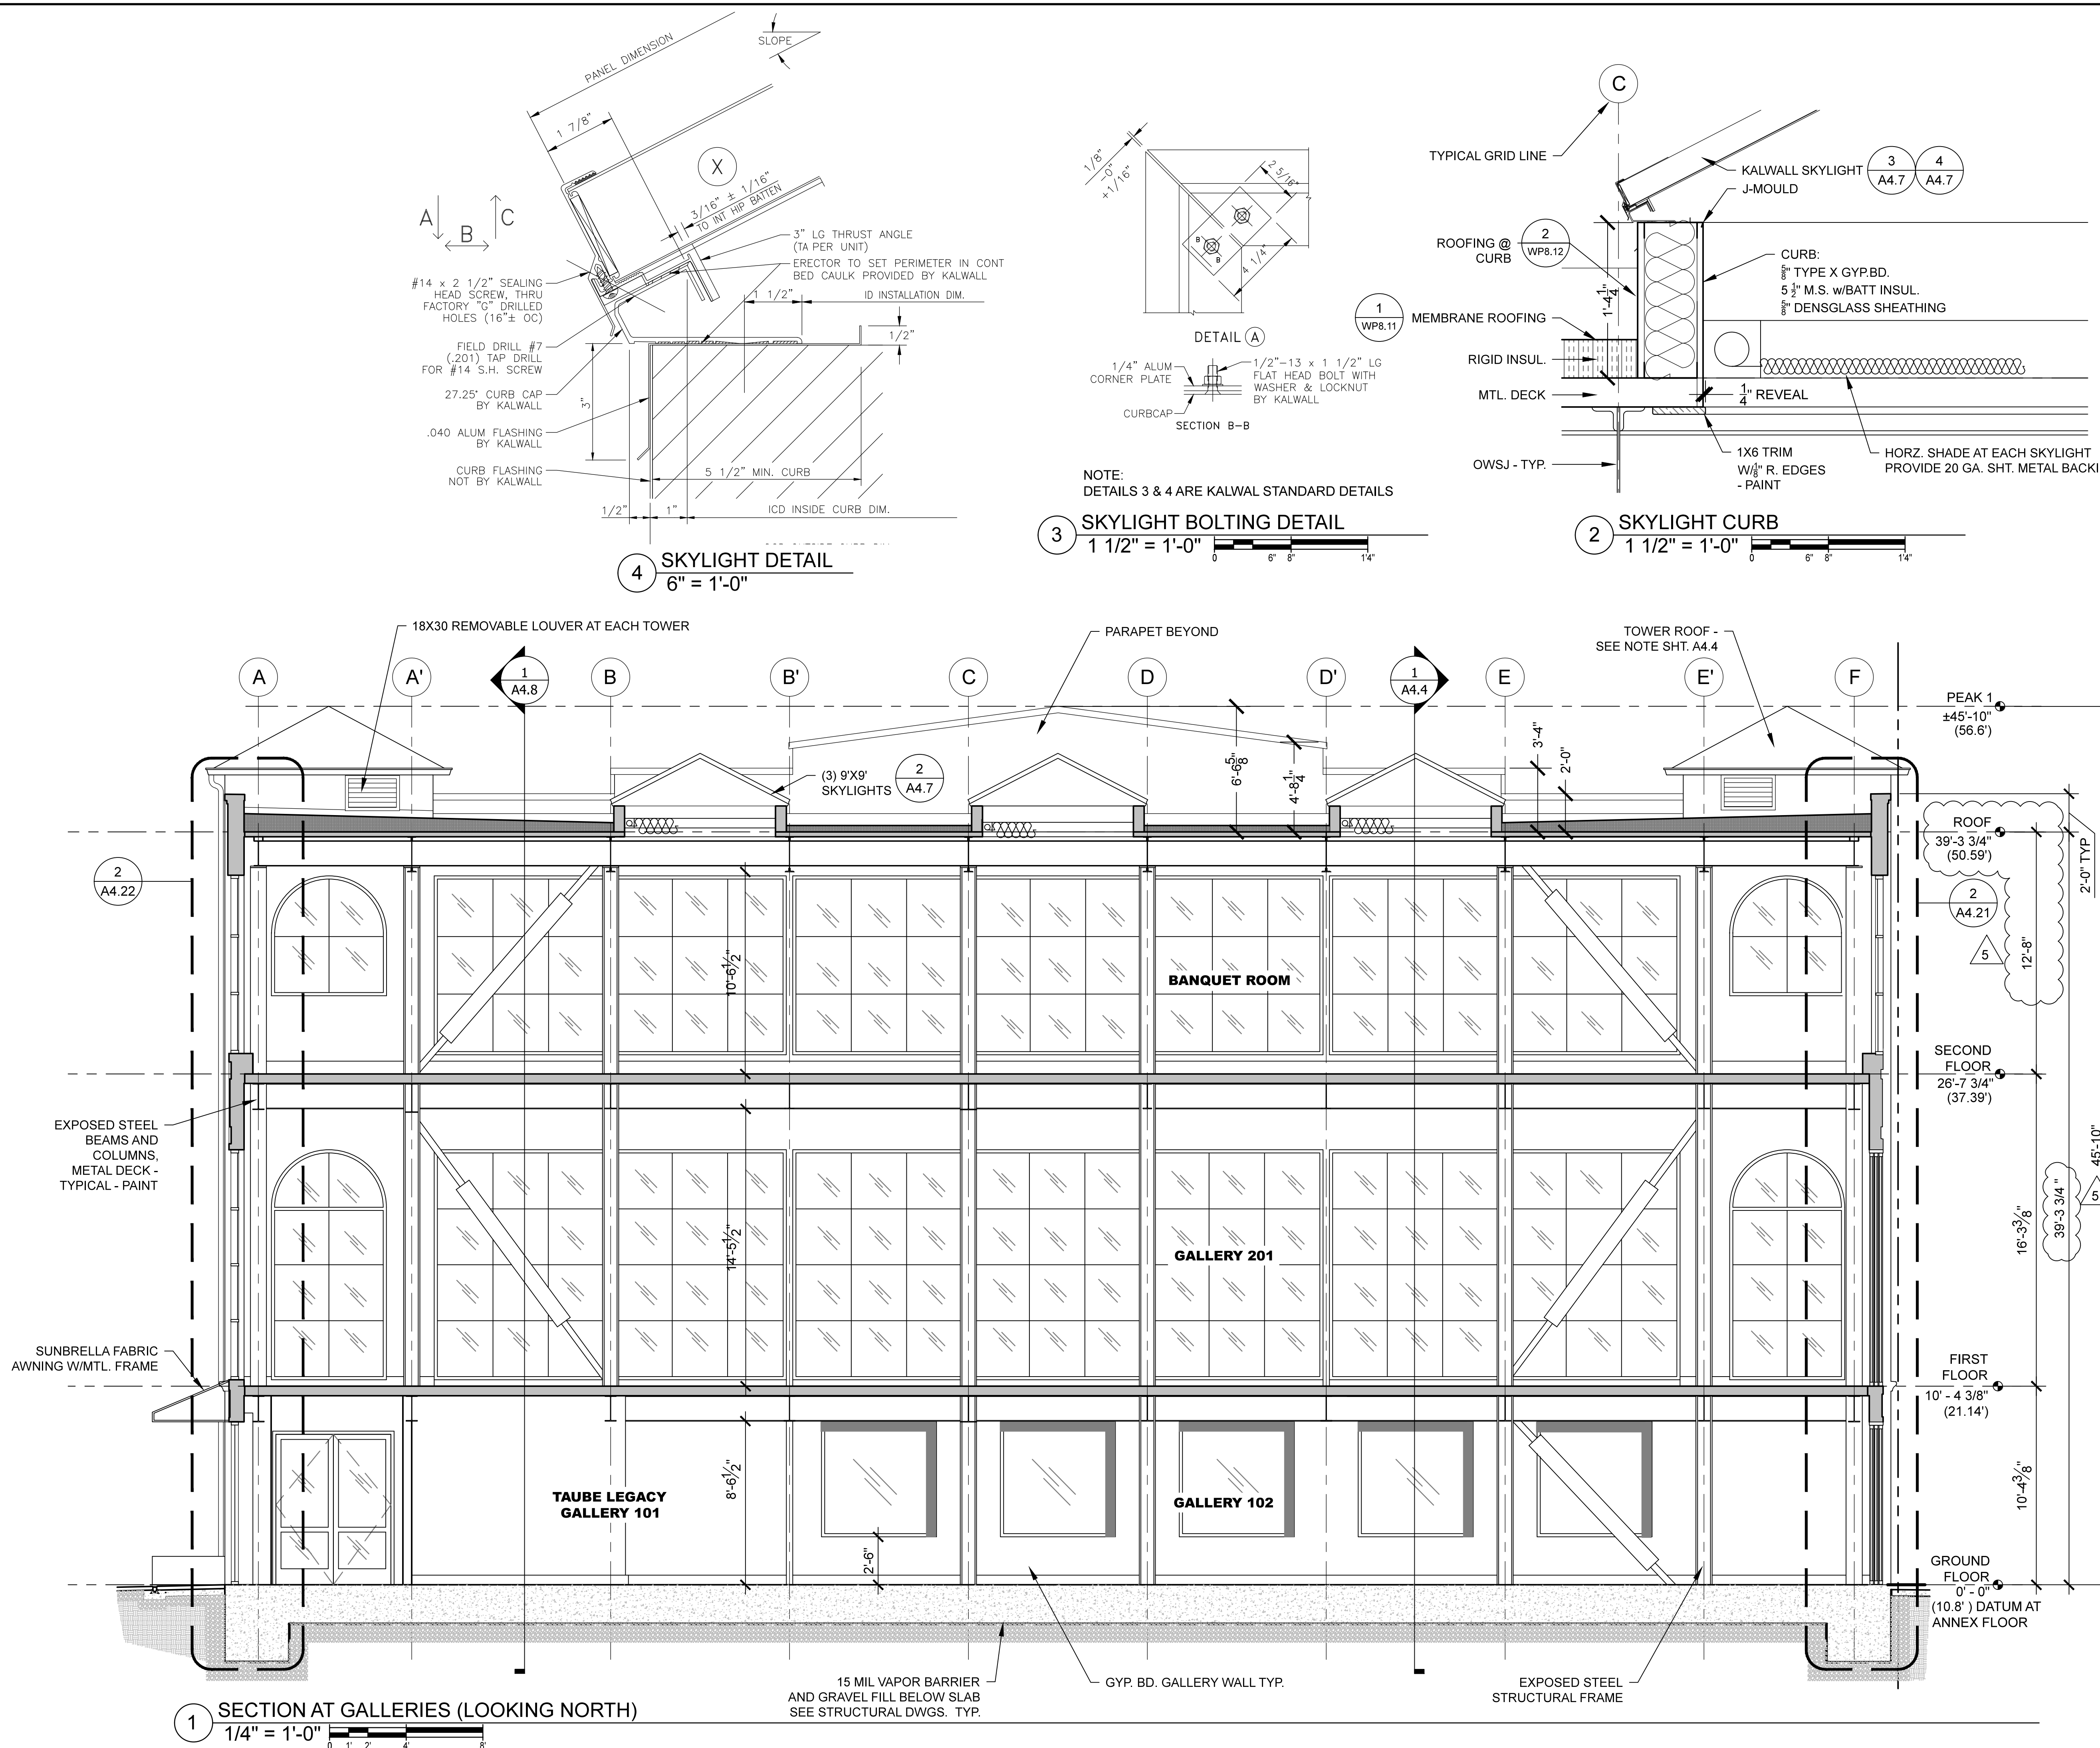 PANEL DIMENSION
SLOPE
1 7/8"
X
3/16" ± 1/16"
TO INT HIP BATTEN
A
B
C
3" LG THRUST ANGLE
(TA PER UNIT)
ERECTOR TO SET PERIMETER IN CONT
BED CAULK PROVIDED BY KALWALL
#14 x 2 1/2" SEALING
HEAD SCREW, THRU
FACTORY "G" DRILLED
HOLES (16"± OC)
1 1/2"
ID INSTALLATION DIM.
1/2"
FIELD DRILL #7
(.201) TAP DRILL
FOR #14 S.H. SCREW
27.25° CURB CAP
BY KALWALL
3"
.040 ALUM FLASHING
BY KALWALL
CURB FLASHING
NOT BY KALWALL
5 1/2" MIN. CURB
1/2"
1"
ICD INSIDE CURB DIM.
4
SKYLIGHT DETAIL
6" = 1'-0"
1/8"
-0"
+1/16"
2 5/16"
B
B
4 1/4"
DETAIL A
1/4" ALUM
CORNER PLATE
1/2"-13 x 1 1/2" LG
FLAT HEAD BOLT WITH
WASHER & LOCKNUT
BY KALWALL
CURBCAP
SECTION B-B
NOTE:
DETAILS 3 & 4 ARE KALWAL STANDARD DETAILS
3
SKYLIGHT BOLTING DETAIL
1 1/2" = 1'-0"
0 6" 8" 1'4"
C
TYPICAL GRID LINE
KALWALL SKYLIGHT
3
A4.7
4
A4.7
J-MOULD
ROOFING @
CURB
2
WP8.12
CURB:
5/8" TYPE X GYP.BD.
5 1/2" M.S. w/BATT INSUL.
5/8" DENSGLASS SHEATHING
1'-4 1/4"
1
WP8.11
MEMBRANE ROOFING
RIGID INSUL.
MTL. DECK
1/4" REVEAL
OWSJ - TYP.
1X6 TRIM
W/1/8" R. EDGES
- PAINT
HORZ. SHADE AT EACH SKYLIGHT
PROVIDE 20 GA. SHT. METAL BACKI
2
SKYLIGHT CURB
1 1/2" = 1'-0"
0 6" 8" 1'4"
18X30 REMOVABLE LOUVER AT EACH TOWER
PARAPET BEYOND
TOWER ROOF -
SEE NOTE SHT. A4.4
A
A'
1
A4.8
B
B'
C
D
D'
1
A4.4
E
E'
F
PEAK 1
±45'-10"
(56.6')
(3) 9'X9'
SKYLIGHTS
2
A4.7
6'-6 5/8"
4'-8 1/4"
3'-4"
2'-0"
ROOF
39'-3 3/4"
(50.59')
2'-0" TYP
2
A4.22
2
A4.21
5
12'-8"
10'-6 1/2"
BANQUET ROOM
SECOND
FLOOR
26'-7 3/4"
(37.39')
EXPOSED STEEL
BEAMS AND
COLUMNS,
METAL DECK -
TYPICAL - PAINT
14'-5 1/2"
GALLERY 201
16'-3 3/8"
39'-3 3/4 "
45'-10"
5
SUNBRELLA FABRIC
AWNING W/MTL. FRAME
FIRST
FLOOR
10' - 4 3/8"
(21.14')
8'-6 1/2"
TAUBE LEGACY
GALLERY 101
GALLERY 102
10'-4 3/8"
2'-6"
GROUND
FLOOR
0' - 0"
(10.8' ) DATUM AT
ANNEX FLOOR
15 MIL VAPOR BARRIER
AND GRAVEL FILL BELOW SLAB
SEE STRUCTURAL DWGS. TYP.
GYP. BD. GALLERY WALL TYP.
EXPOSED STEEL
STRUCTURAL FRAME
1
SECTION AT GALLERIES (LOOKING NORTH)
1/4" = 1'-0"
0 1' 2' 4' 8'